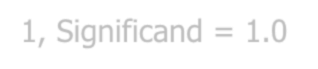 1, Significand = 1.0